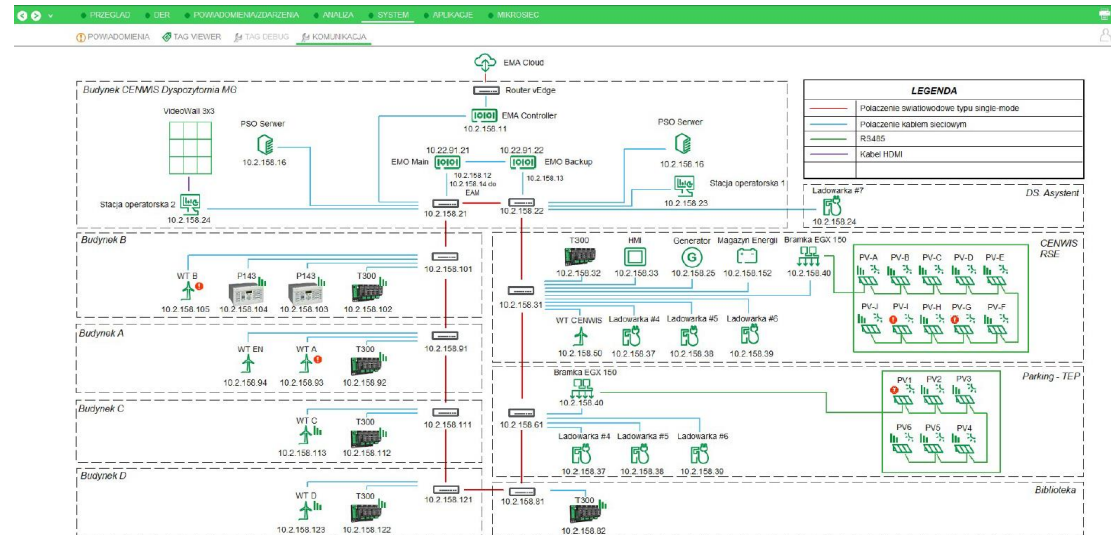 PRZEGLAD DER POWIADOMIENIA/ZDARZENIA ANALIZA SYSTEM APLIKACJE MIKROSIEC
POWIADOMIENIA TAG VIEWER TAG DEBUG KOMUNIKACJA
EMA Cloud
Budynek CENWIS Dyspozytornia MG
Router vEdge
VideoWall 3x3
EMA Controller
10.2.158.11
PSO Serwer
10.2.158.16
10.22.91.21
EMO Main
10.22.91.22
EMO Backup
10.2.158.12
10.2.158.14 do
EAM
10.2.158.13
PSO Serwer
10.2.158.16
Stacja operatorska 1
10.2.158.23
Stacja operatorska 2
10.2.158.24
10.2.158.21
10.2.158.22
LEGENDA
Polaczenie swiatlowodowe typu single-mode
Polaczenie kablem sieciowym
RS485
Kabel HDMI
DS. Asystent
Ladowarka #7
10.2.158.24
Budynek B
10.2.158.101
WT B
10.2.158.105
P143
10.2.158.104
P143
10.2.158.103
T300
10.2.158.102
CENWIS
RSE
T300
10.2.158.32
HMI
10.2.158.33
Generator
G
10.2.158.25
Magazyn Energii
10.2.158.152
Bramka EGX 150
10.2.158.40
10.2.158.31
WT CENWIS
10.2.158.50
Ladowarka #4
10.2.158.37
Ladowarka #5
10.2.158.38
Ladowarka #6
10.2.158.39
PV-A PV-B PV-C PV-D PV-E
PV-J PV-I PV-H PV-G PV-F
Budynek A
10.2.158.91
WT EN
10.2.158.94
WT A
10.2.158.93
T300
10.2.158.92
Parking - TEP
Bramka EGX 150
10.2.158.40
10.2.158.61
Ladowarka #4
10.2.158.37
Ladowarka #5
10.2.158.38
Ladowarka #6
10.2.158.39
PV1 PV2 PV3
PV6 PV5 PV4
Budynek C
10.2.158.111
WT C
10.2.158.113
T300
10.2.158.112
Budynek D
10.2.158.121
WT D
10.2.158.123
T300
10.2.158.122
Biblioteka
10.2.158.81
T300
10.2.158.82